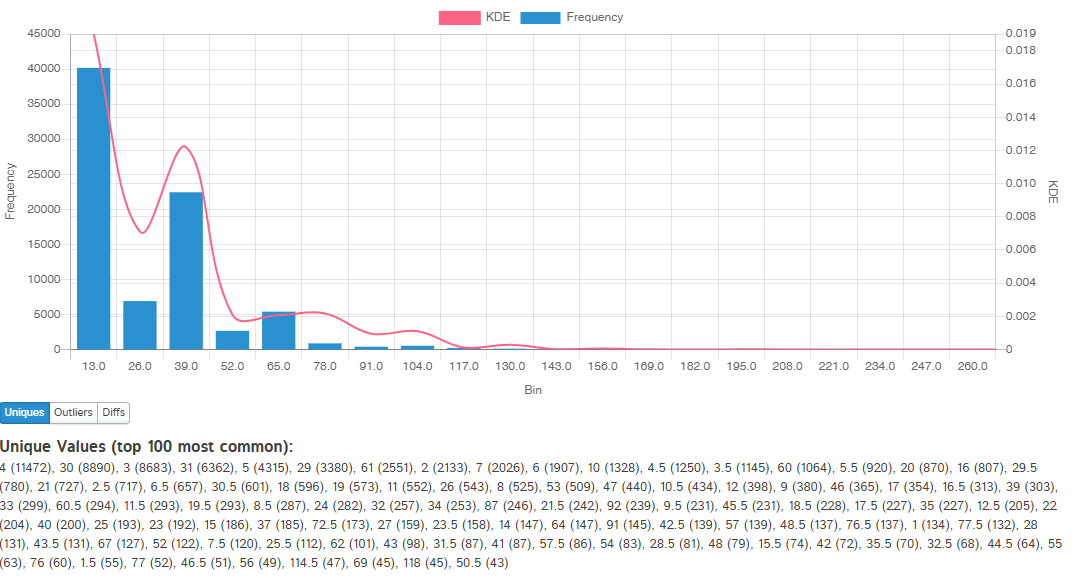 KDE Frequency
45000 0.019
0.018
40000
0.016
35000
0.014
30000
0.012
25000
0.010
20000
0.008
15000
0.006
10000
0.004
5000
0.002
0 0
Frequency
KDE
13.0 26.0 39.0 52.0 65.0 78.0 91.0 104.0 117.0 130.0 143.0 156.0 169.0 182.0 195.0 208.0 221.0 234.0 247.0 260.0
Bin
Uniques Outliers Diffs
Unique Values (top 100 most common):
4 (11472), 30 (8890), 3 (8683), 31 (6362), 5 (4315), 29 (3380), 61 (2551), 2 (2133), 7 (2026), 6 (1907), 10 (1328), 4.5 (1250), 3.5 (1145), 60 (1064), 5.5 (920), 20 (870), 16 (807), 29.5
(780), 21 (727), 2.5 (717), 6.5 (657), 30.5 (601), 18 (596), 19 (573), 11 (552), 26 (543), 8 (525), 53 (509), 47 (440), 10.5 (434), 12 (398), 9 (380), 46 (365), 17 (354), 16.5 (313), 39 (303),
33 (299), 60.5 (294), 11.5 (293), 19.5 (293), 8.5 (287), 24 (282), 32 (257), 34 (253), 87 (246), 21.5 (242), 92 (239), 9.5 (231), 45.5 (231), 18.5 (228), 17.5 (227), 35 (227), 12.5 (205), 22
(204), 40 (200), 25 (193), 23 (192), 15 (186), 37 (185), 72.5 (173), 27 (159), 23.5 (158), 14 (147), 64 (147), 91 (145), 42.5 (139), 57 (139), 48.5 (137), 76.5 (137), 1 (134), 77.5 (132), 28
(131), 43.5 (131), 67 (127), 52 (122), 7.5 (120), 25.5 (112), 62 (101), 43 (98), 31.5 (87), 41 (87), 57.5 (86), 54 (83), 28.5 (81), 48 (79), 15.5 (74), 42 (72), 35.5 (70), 32.5 (68), 44.5 (64), 55
(63), 76 (60), 1.5 (55), 77 (52), 46.5 (51), 56 (49), 114.5 (47), 69 (45), 118 (45), 50.5 (43)